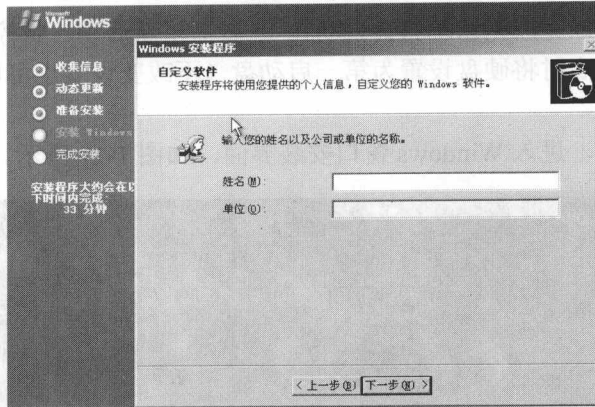 Microsoft
Windows
收集信息
动态更新
准备安装
安装 Windows
完成安装
安装程序大约会在以
下时间内完成:
33 分钟
Windows 安装程序
自定义软件
安装程序将使用您提供的个人信息，自定义您的 Windows 软件。
输入您的姓名以及公司或单位的名称。
姓名(M):
单位(O):
< 上一步(B)
下一步(N) >